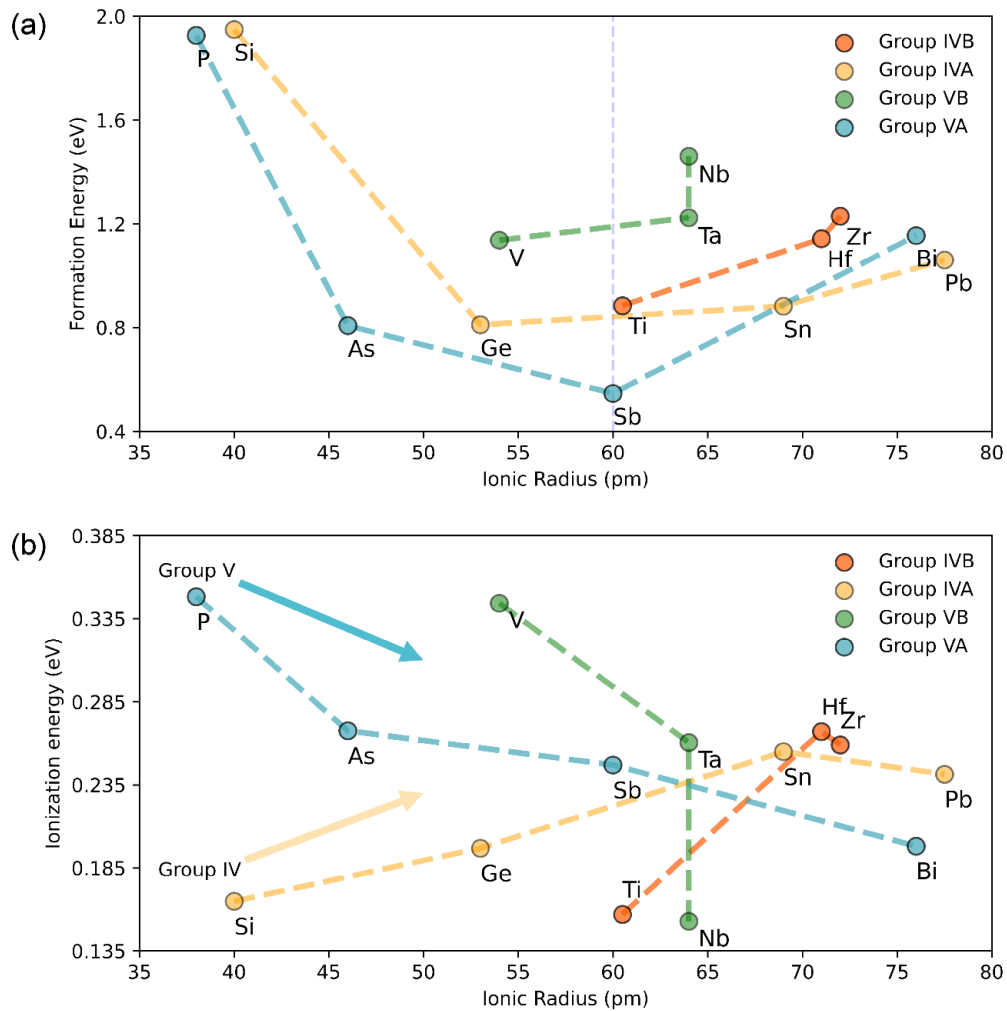 (a)
Formation Energy (eV)
2.0
1.6
1.2
0.8
0.4
P
Si
As
Ge
V
Nb
Ta
Ti
Sb
Sn
Hf
Zr
Bi
Pb
Group IVB
Group IVA
Group VB
Group VA
35 40 45 50 55 60 65 70 75 80
Ionic Radius (pm)
(b)
Ionization energy (eV)
0.385
0.335
0.285
0.235
0.185
0.135
Group V
P
As
Group IV
Si
Ge
V
Sb
Ta
Ti
Nb
Hf
Zr
Sn
Pb
Bi
Group IVB
Group IVA
Group VB
Group VA
35 40 45 50 55 60 65 70 75 80
Ionic Radius (pm)